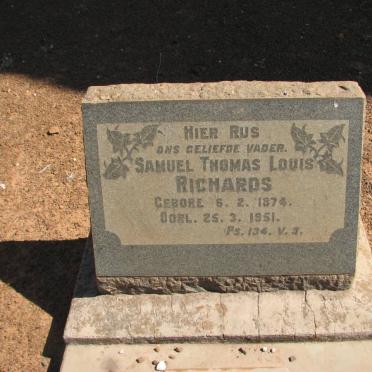 HIER RUS
ONS GELIEFDE VADER.
SAMUEL THOMAS LOUIS
RICHARDS
GEBORE 6. 2. 1874.
OORL. 25. 3. 1951.
PS. 134. V. 3.